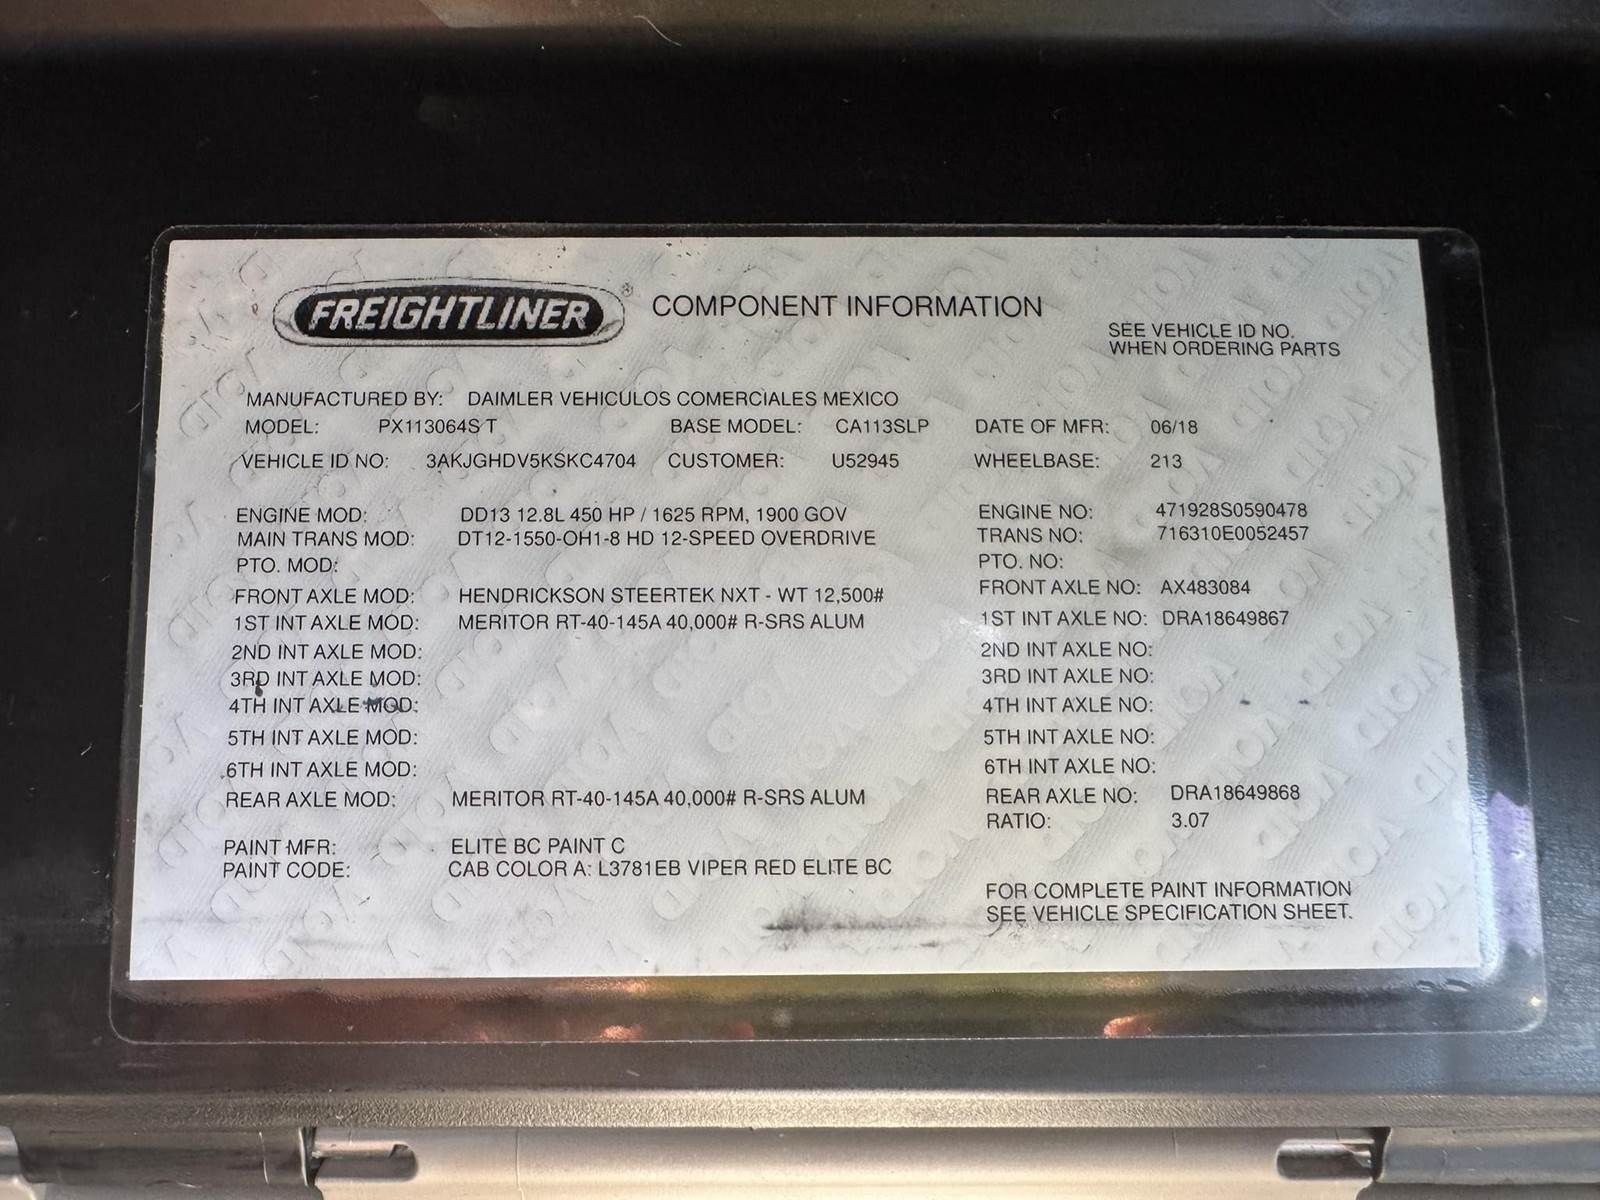 FREIGHTLINER® COMPONENT INFORMATION
SEE VEHICLE ID NO.
WHEN ORDERING PARTS
MANUFACTURED BY: DAIMLER VEHICULOS COMERCIALES MEXICO
MODEL: PX113064S T BASE MODEL: CA113SLP DATE OF MFR: 06/18
VEHICLE ID NO: 3AKJGHDV5KSKC4704 CUSTOMER: U52945 WHEELBASE: 213
ENGINE MOD: DD13 12.8L 450 HP / 1625 RPM, 1900 GOV ENGINE NO: 471928S0590478
MAIN TRANS MOD: DT12-1550-OH1-8 HD 12-SPEED OVERDRIVE TRANS NO: 716310E0052457
PTO. MOD: PTO. NO:
FRONT AXLE MOD: HENDRICKSON STEERTEK NXT - WT 12,500# FRONT AXLE NO: AX483084
1ST INT AXLE MOD: MERITOR RT-40-145A 40,000# R-SRS ALUM 1ST INT AXLE NO: DRA18649867
2ND INT AXLE MOD: 2ND INT AXLE NO:
3RD INT AXLE MOD: 3RD INT AXLE NO:
4TH INT AXLE MOD: 4TH INT AXLE NO:
5TH INT AXLE MOD: 5TH INT AXLE NO:
6TH INT AXLE MOD: 6TH INT AXLE NO:
REAR AXLE MOD: MERITOR RT-40-145A 40,000# R-SRS ALUM REAR AXLE NO: DRA18649868
RATIO: 3.07
PAINT MFR: ELITE BC PAINT C
PAINT CODE: CAB COLOR A: L3781EB VIPER RED ELITE BC
FOR COMPLETE PAINT INFORMATION
SEE VEHICLE SPECIFICATION SHEET.